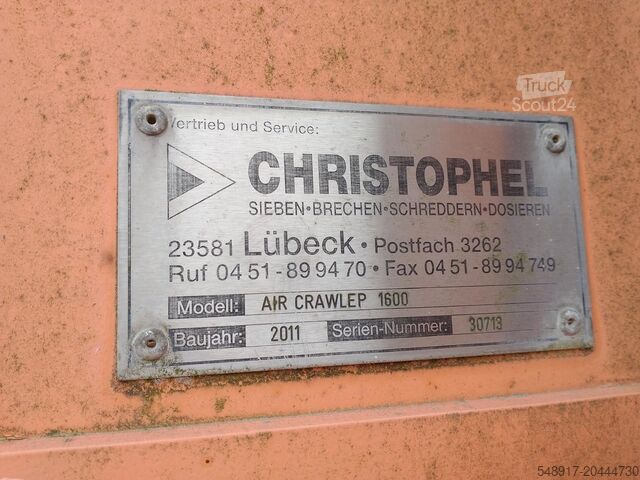 Truck
Scout24
Vertrieb und Service:
CHRISTOPHEL
SIEBEN•BRECHEN•SCHREDDERN•DOSIEREN
23581 Lübeck • Postfach 3262
Ruf 04 51 - 89 94 70 • Fax 04 51 - 89 94 749
Modell: AIR CRAWLEP 1600
Baujahr: 2011 Serien-Nummer: 30713
548917-20444730